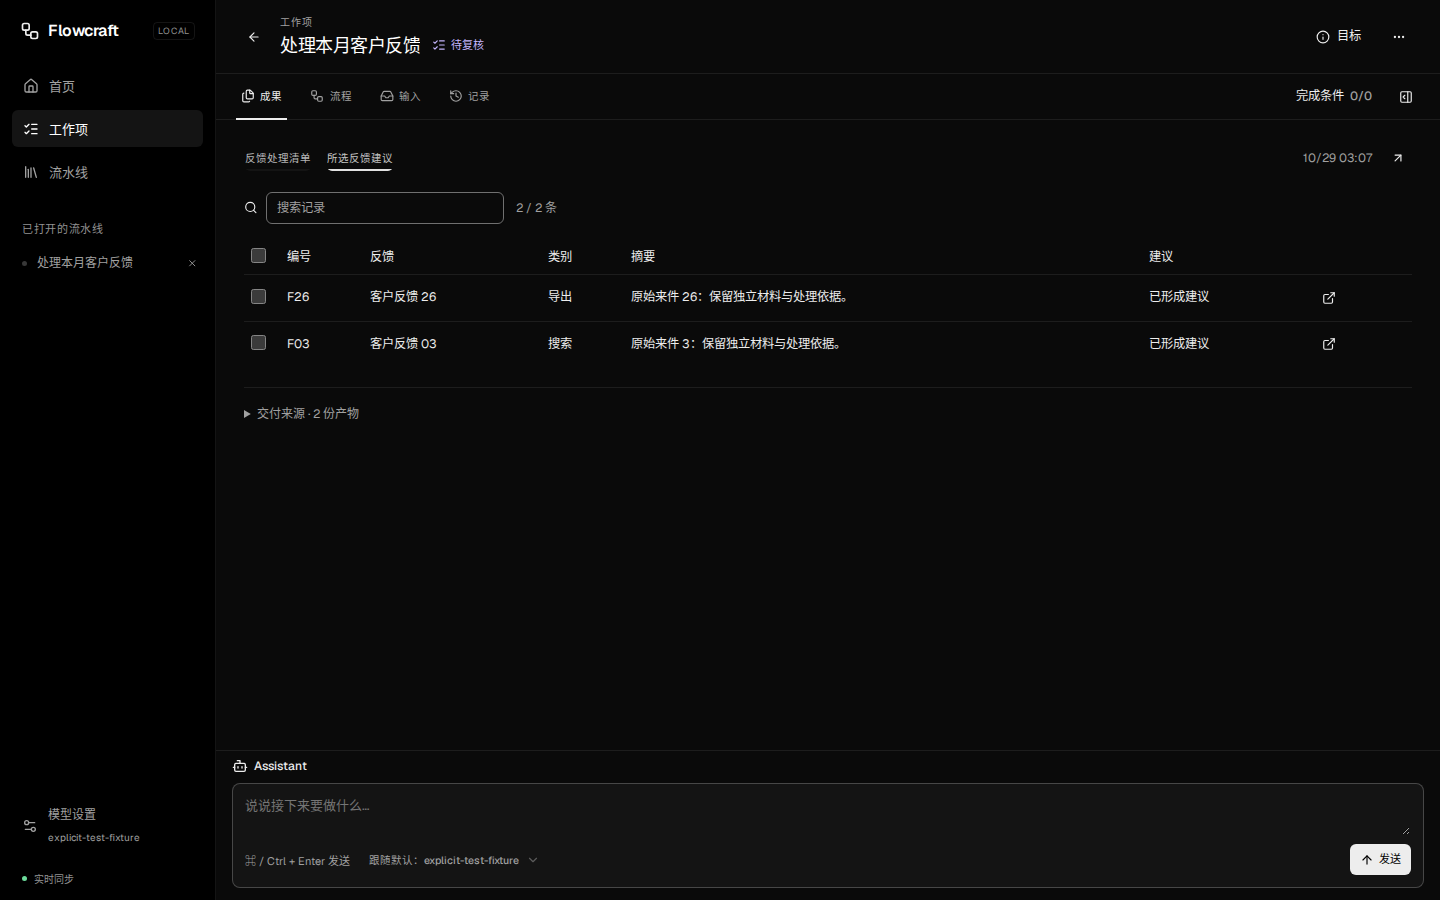 Flowcraft
LOCAL
首页
工作项
流水线
已打开的流水线
处理本月客户反馈
模型设置
explicit-test-fixture
实时同步
工作项
处理本月客户反馈
待复核
目标
成果
流程
输入
记录
完成条件 0/0
反馈处理清单
所选反馈建议
10/29 03:07
搜索记录
2 / 2 条
编号 反馈 类别 摘要 建议
F26 客户反馈 26 导出 原始来件 26：保留独立材料与处理依据。 已形成建议
F03 客户反馈 03 搜索 原始来件 3：保留独立材料与处理依据。 已形成建议
交付来源 · 2 份产物
Assistant
说说接下来要做什么...
⌘ / Ctrl + Enter 发送
跟随默认：explicit-test-fixture
发送